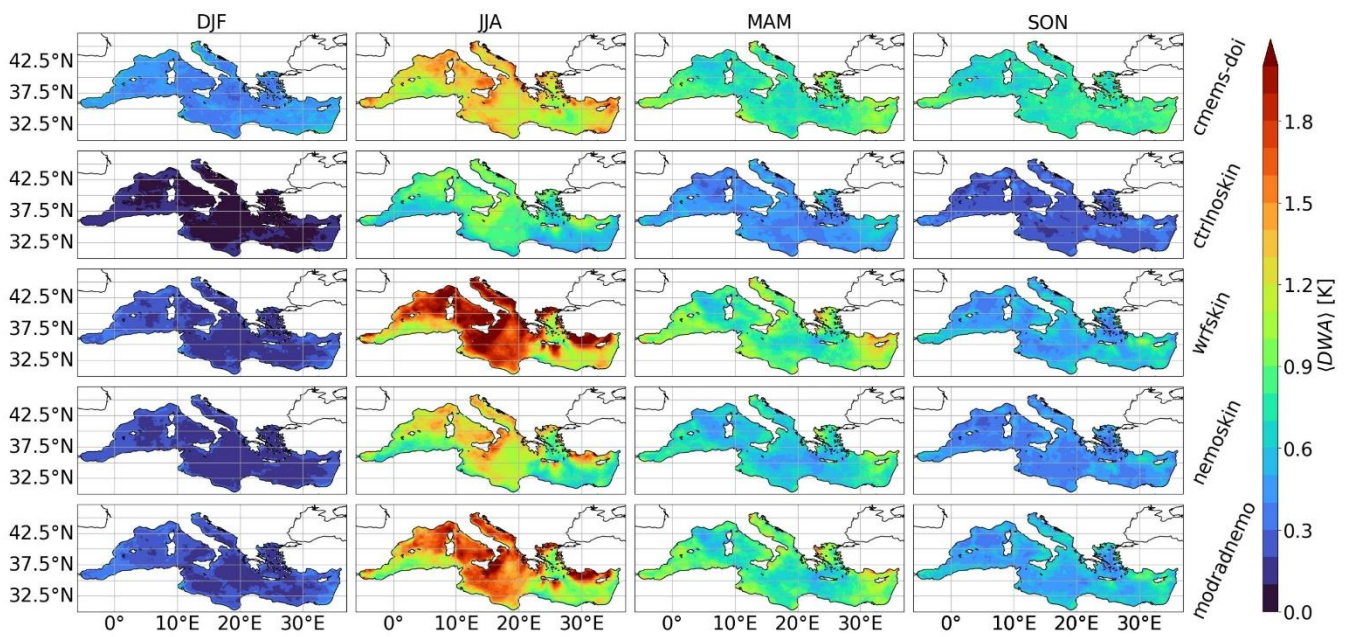 DJF JJA MAM SON
42.5°N
37.5°N
32.5°N
cmems-doi
42.5°N
37.5°N
32.5°N
ctrlnoskin
42.5°N
37.5°N
32.5°N
wrfskin
42.5°N
37.5°N
32.5°N
nemoskin
42.5°N
37.5°N
32.5°N
modradnemo
0° 10°E 20°E 30°E 0° 10°E 20°E 30°E 0° 10°E 20°E 30°E 0° 10°E 20°E 30°E
1.8
1.5
1.2
0.9
0.6
0.3
0.0
⟨DWA⟩ [K]